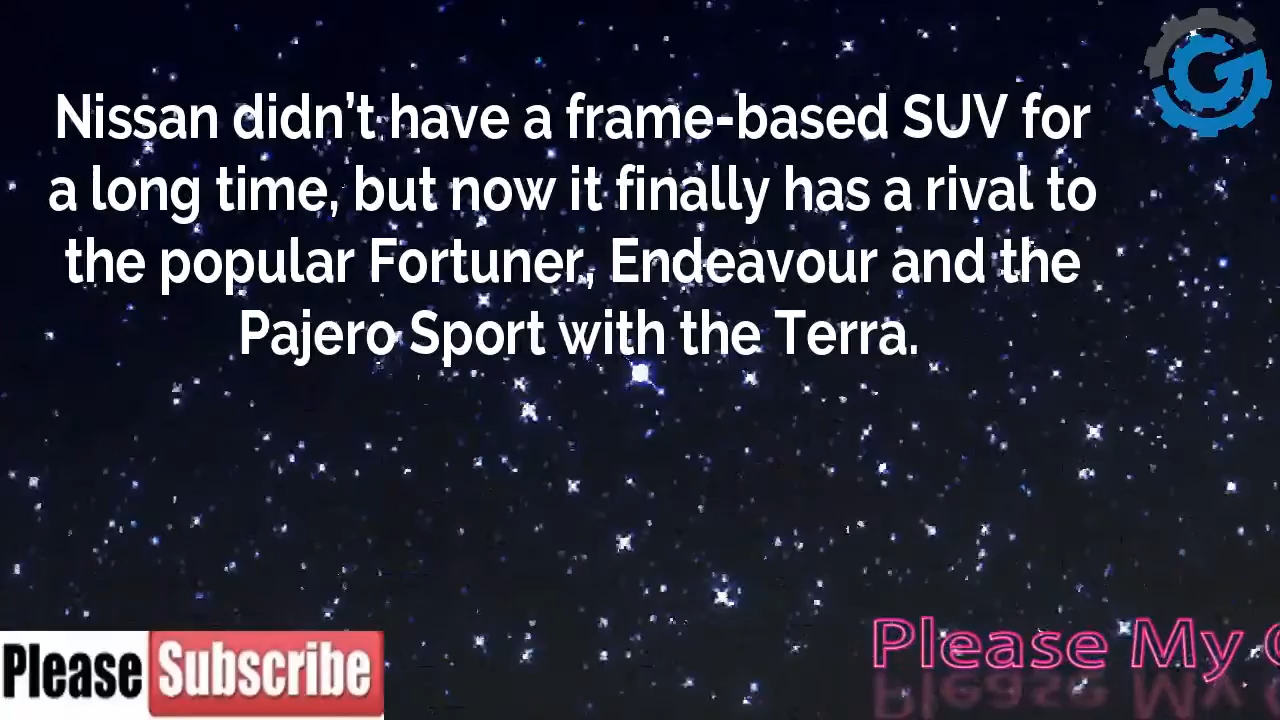 Nissan didn’t have a frame-based SUV for
a long time, but now it finally has a rival to
the popular Fortuner, Endeavour and the
Pajero Sport with the Terra.
Please Subscribe
Please My